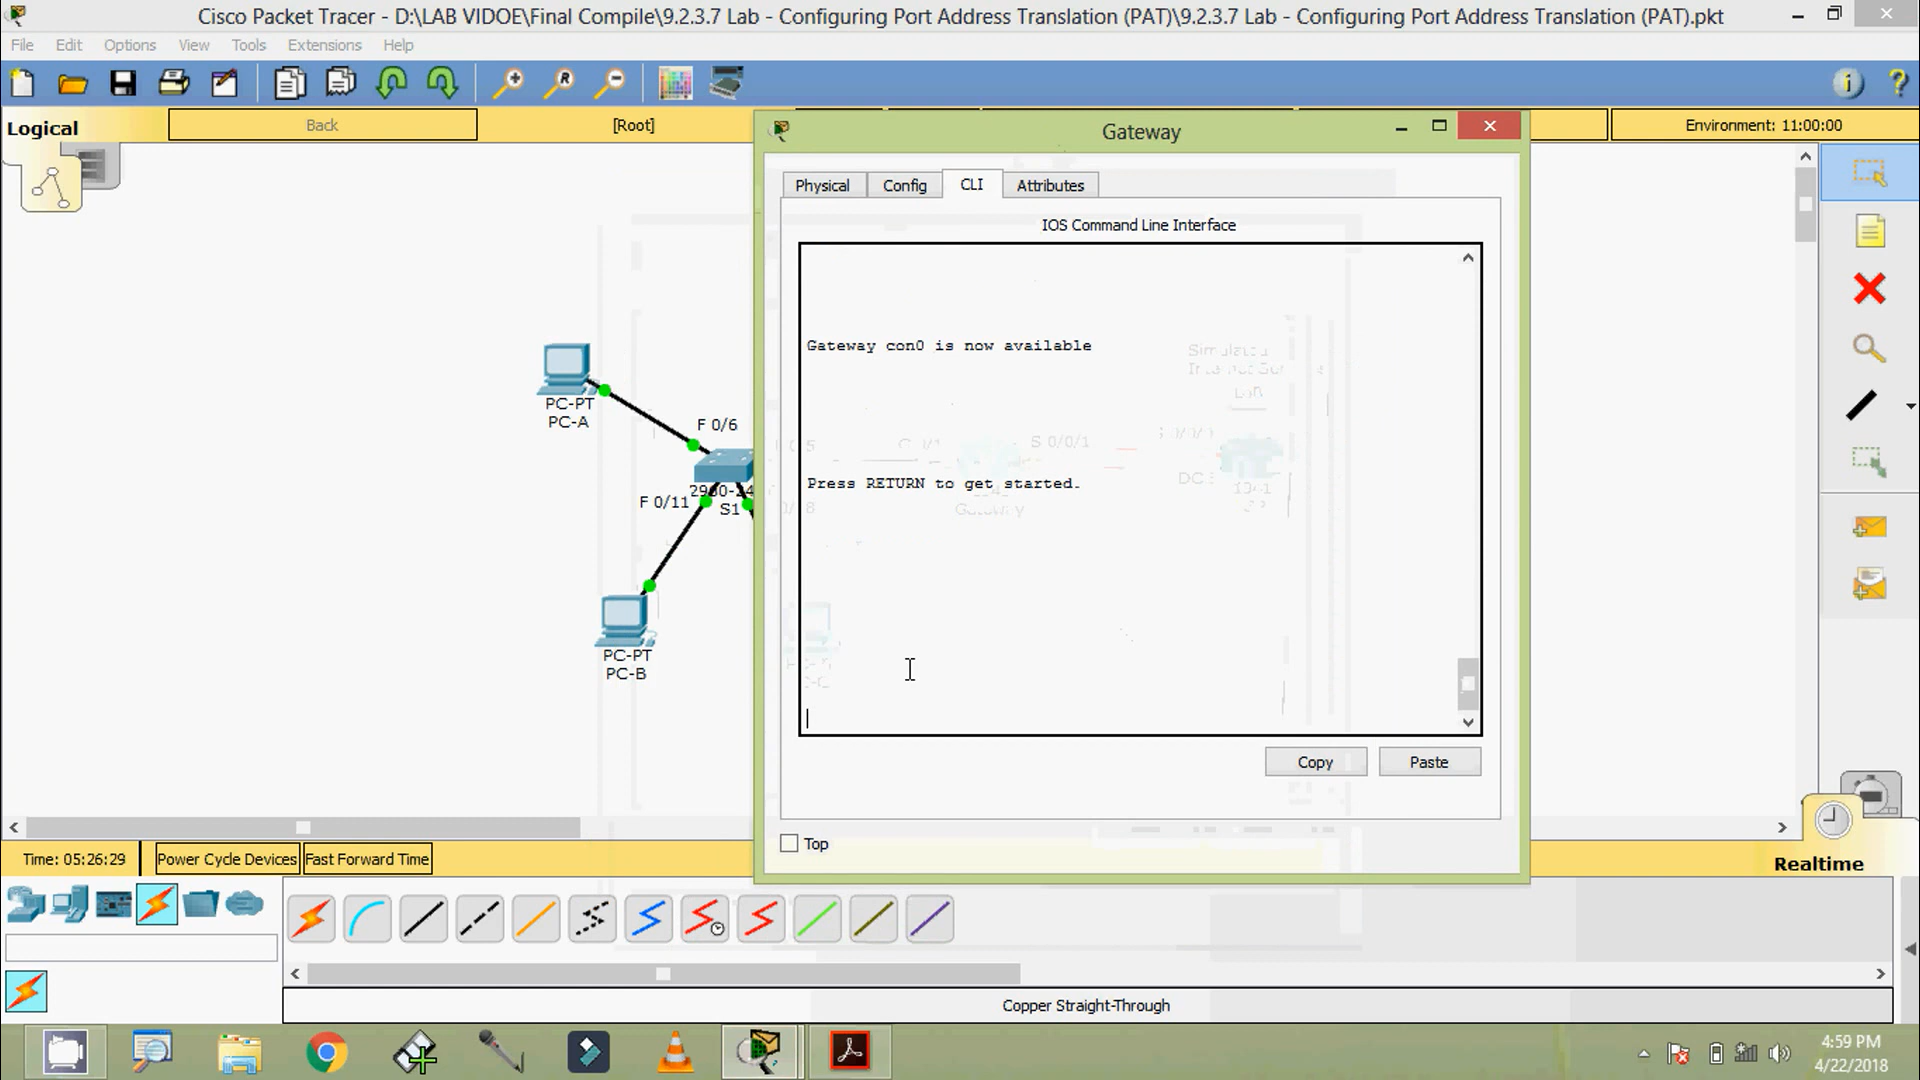 Cisco Packet Tracer - D:\LAB VIDOE\Final Compile\9.2.3.7 Lab - Configuring Port Address Translation (PAT)\9.2.3.7 Lab - Configuring Port Address Translation (PAT).pkt
File Edit Options View Tools Extensions Help
Logical Back [Root] Environment: 11:00:00
Gateway
Physical Config CLI Attributes
IOS Command Line Interface
Gateway con0 is now available
Press RETURN to get started.
PC-PT
PC-A
F 0/6
F 0/11
S1
S 0/0/1
Gateway
PC-PT
PC-B
Copy Paste
Top
Time: 05:26:29 Power Cycle Devices Fast Forward Time Realtime
Copper Straight-Through
4:59 PM
4/22/2018